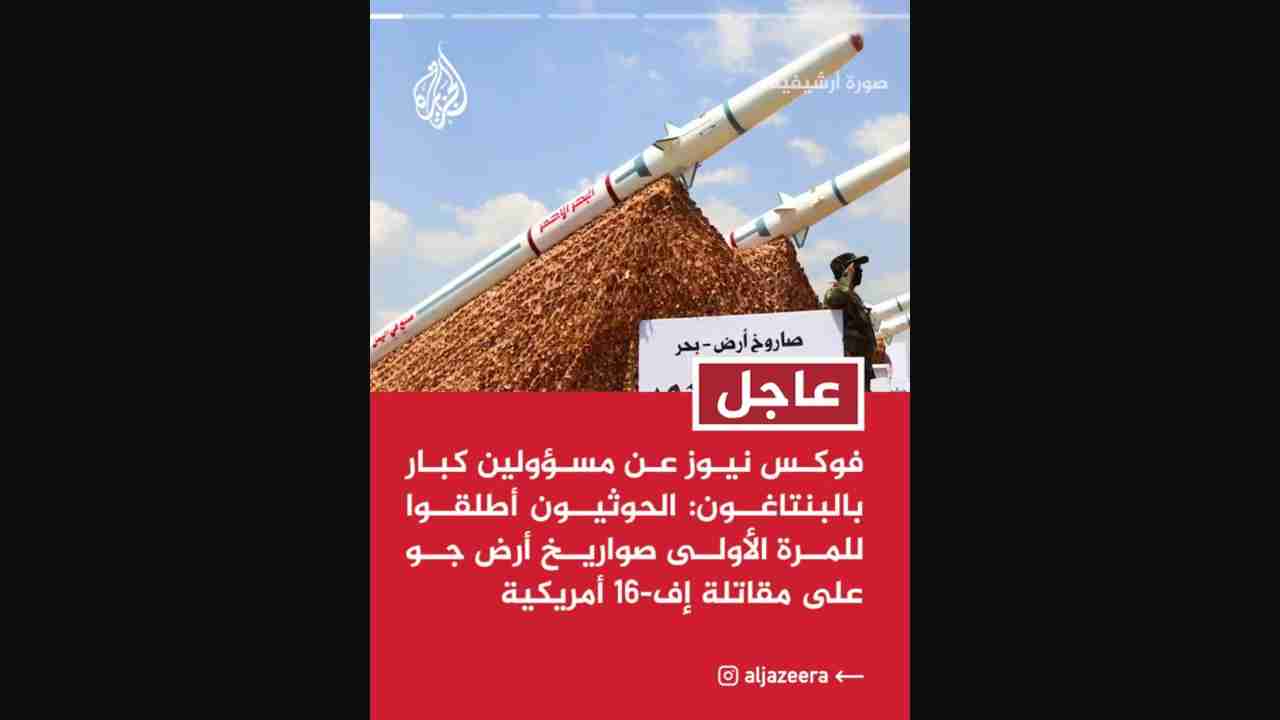 صورة أرشيفية
البحر الأحمر
صاروخ أرض-بحر
عاجل
فوكس نيوز عن مسؤولين كبار
بالبنتاغون: الحوثيون أطلقوا
للمرة الأولى صواريخ أرض جو
على مقاتلة إف-16 أمريكية
aljazeera